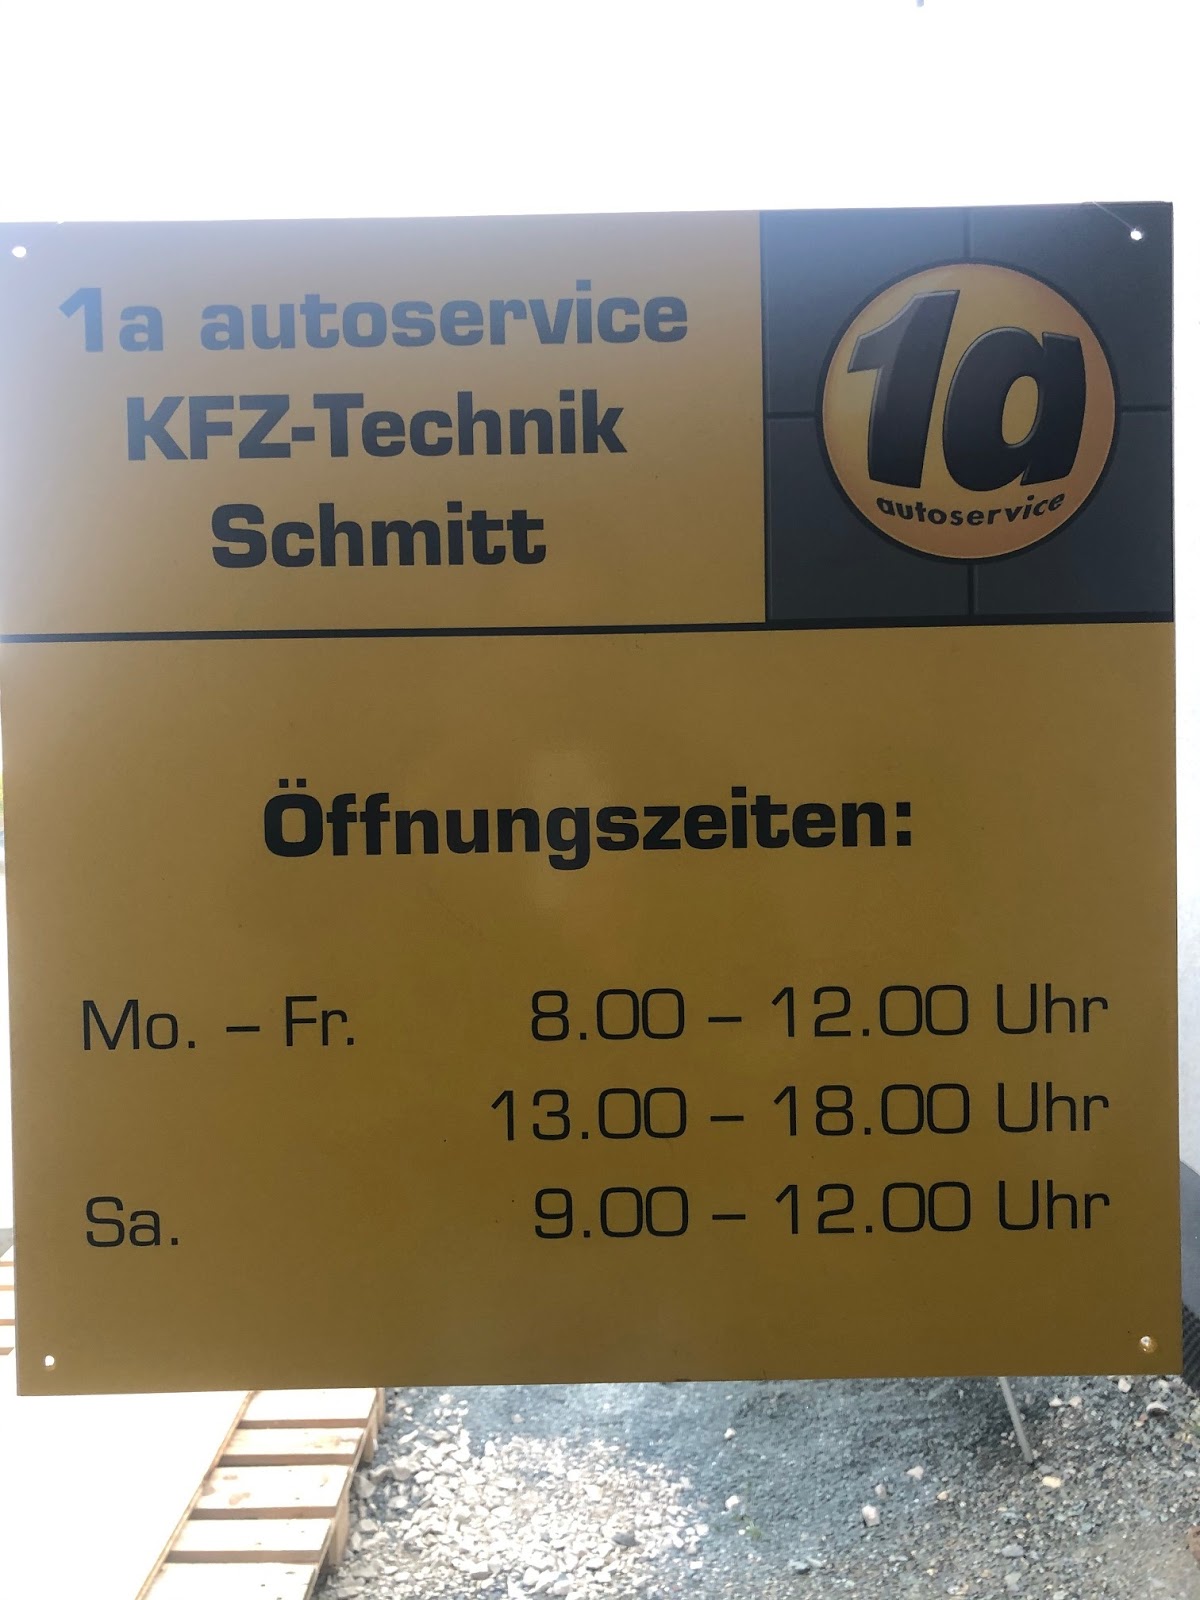 1a autoservice
KFZ-Technik
Schmitt
1a
autoservice
Öffnungszeiten:
Mo. – Fr. 8.00 – 12.00 Uhr
13.00 – 18.00 Uhr
Sa. 9.00 – 12.00 Uhr